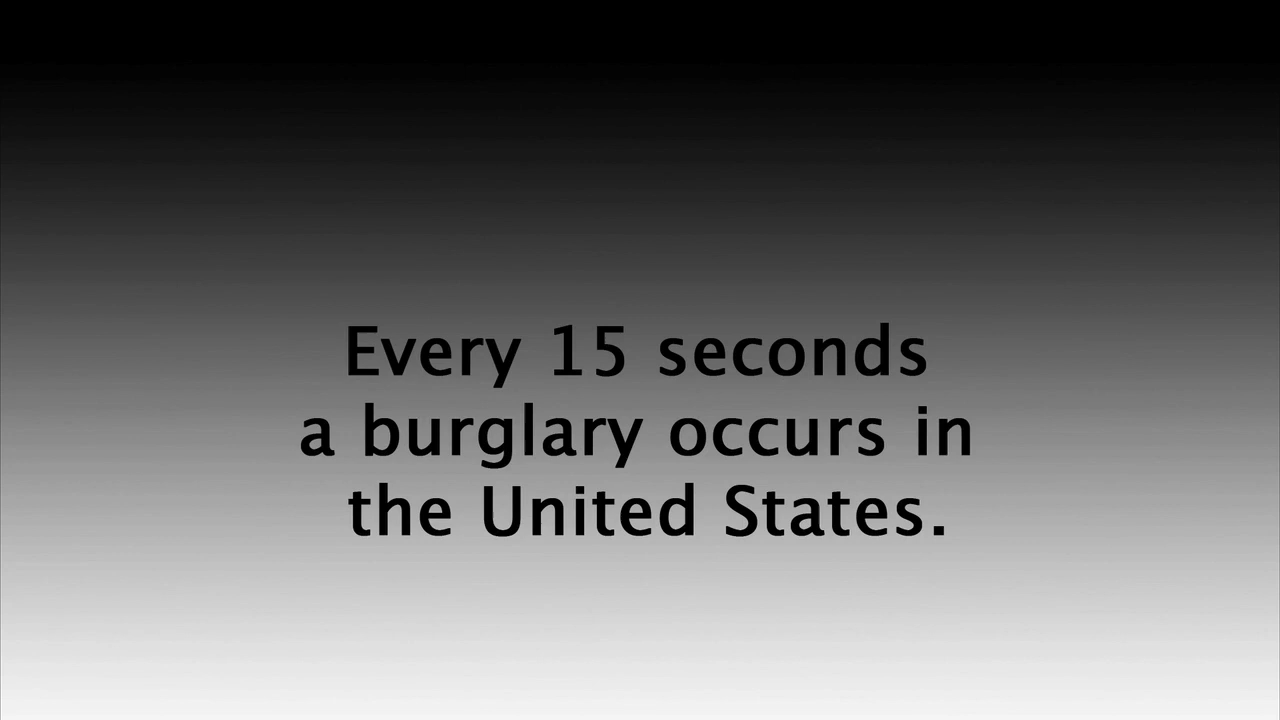 Every 15 seconds
a burglary occurs in
the United States.